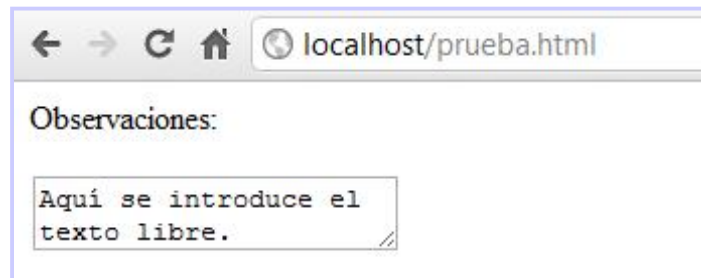 localhost/prueba.html
Observaciones:
Aquí se introduce el
texto libre.